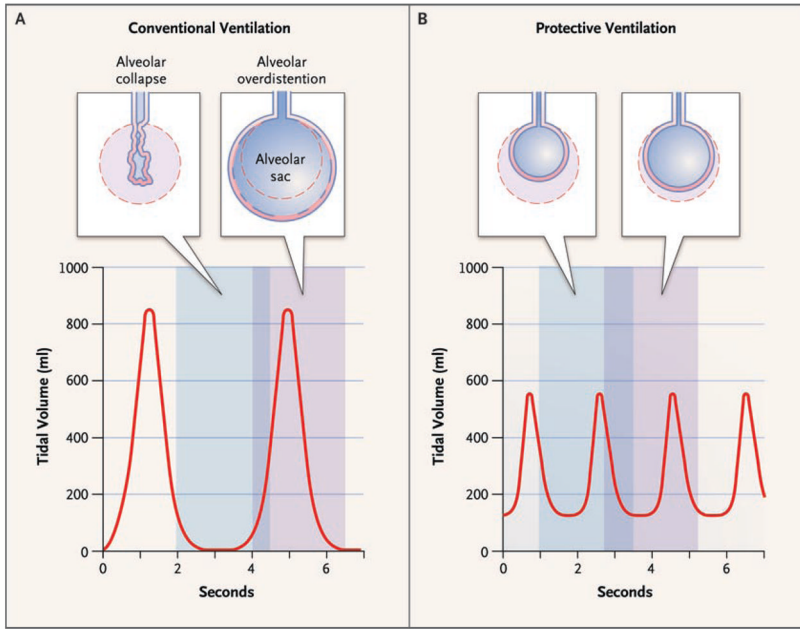 A
Conventional Ventilation
Alveolar
collapse
Alveolar
overdistention
Alveolar
sac
1000
800
600
400
200
0
Tidal Volume (ml)
0 2 4 6
Seconds
B
Protective Ventilation
1000
800
600
400
200
0
Tidal Volume (ml)
0 2 4 6
Seconds